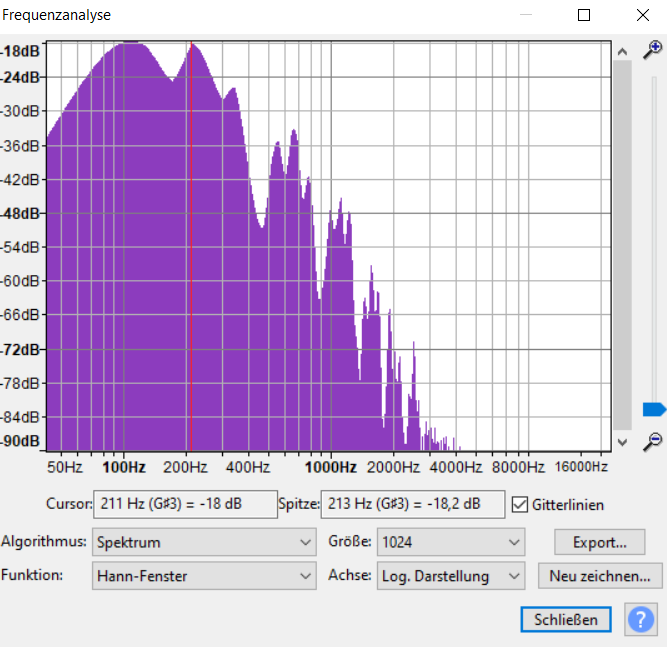 Frequenzanalyse
-18dB
-24dB
-30dB
-36dB
-42dB
-48dB
-54dB
-60dB
-66dB
-72dB
-78dB
-84dB
-90dB
50Hz 100Hz 200Hz 400Hz 1000Hz 2000Hz 4000Hz 8000Hz 16000Hz
Cursor: 211 Hz (G♯3) = -18 dB Spitze: 213 Hz (G♯3) = -18,2 dB Gitterlinien
Algorithmus: Spektrum Größe: 1024 Export...
Funktion: Hann-Fenster Achse: Log. Darstellung Neu zeichnen...
Schließen ?